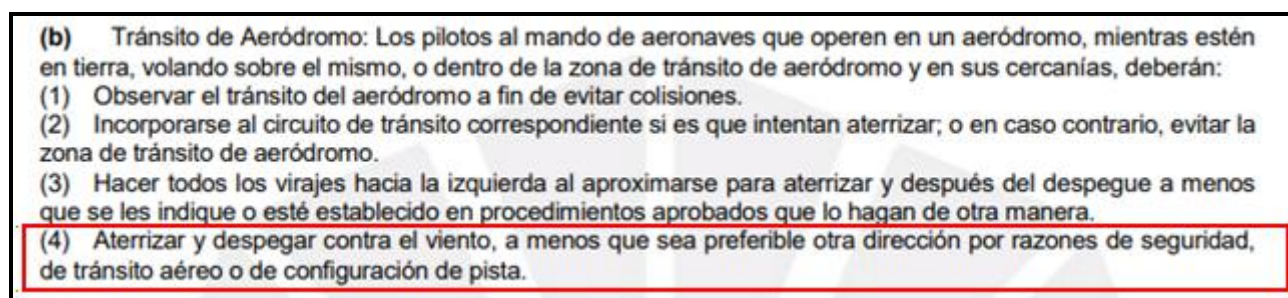 (b) Tránsito de Aeródromo: Los pilotos al mando de aeronaves que operen en un aeródromo, mientras estén
en tierra, volando sobre el mismo, o dentro de la zona de tránsito de aeródromo y en sus cercanías, deberán:
(1) Observar el tránsito del aeródromo a fin de evitar colisiones.
(2) Incorporarse al circuito de tránsito correspondiente si es que intentan aterrizar; o en caso contrario, evitar la
zona de tránsito de aeródromo.
(3) Hacer todos los virajes hacia la izquierda al aproximarse para aterrizar y después del despegue a menos
que se les indique o esté establecido en procedimientos aprobados que lo hagan de otra manera.
(4) Aterrizar y despegar contra el viento, a menos que sea preferible otra dirección por razones de seguridad,
de tránsito aéreo o de configuración de pista.